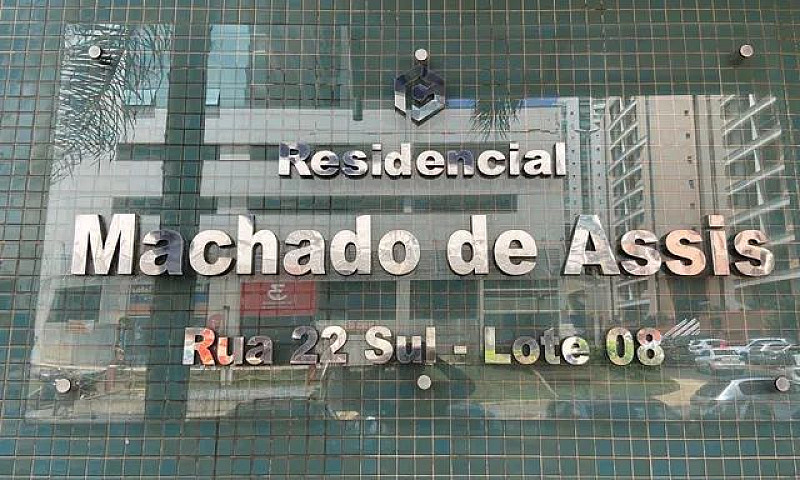 Residencial
Machado de Assis
Rua 22 Sul - Lote 08